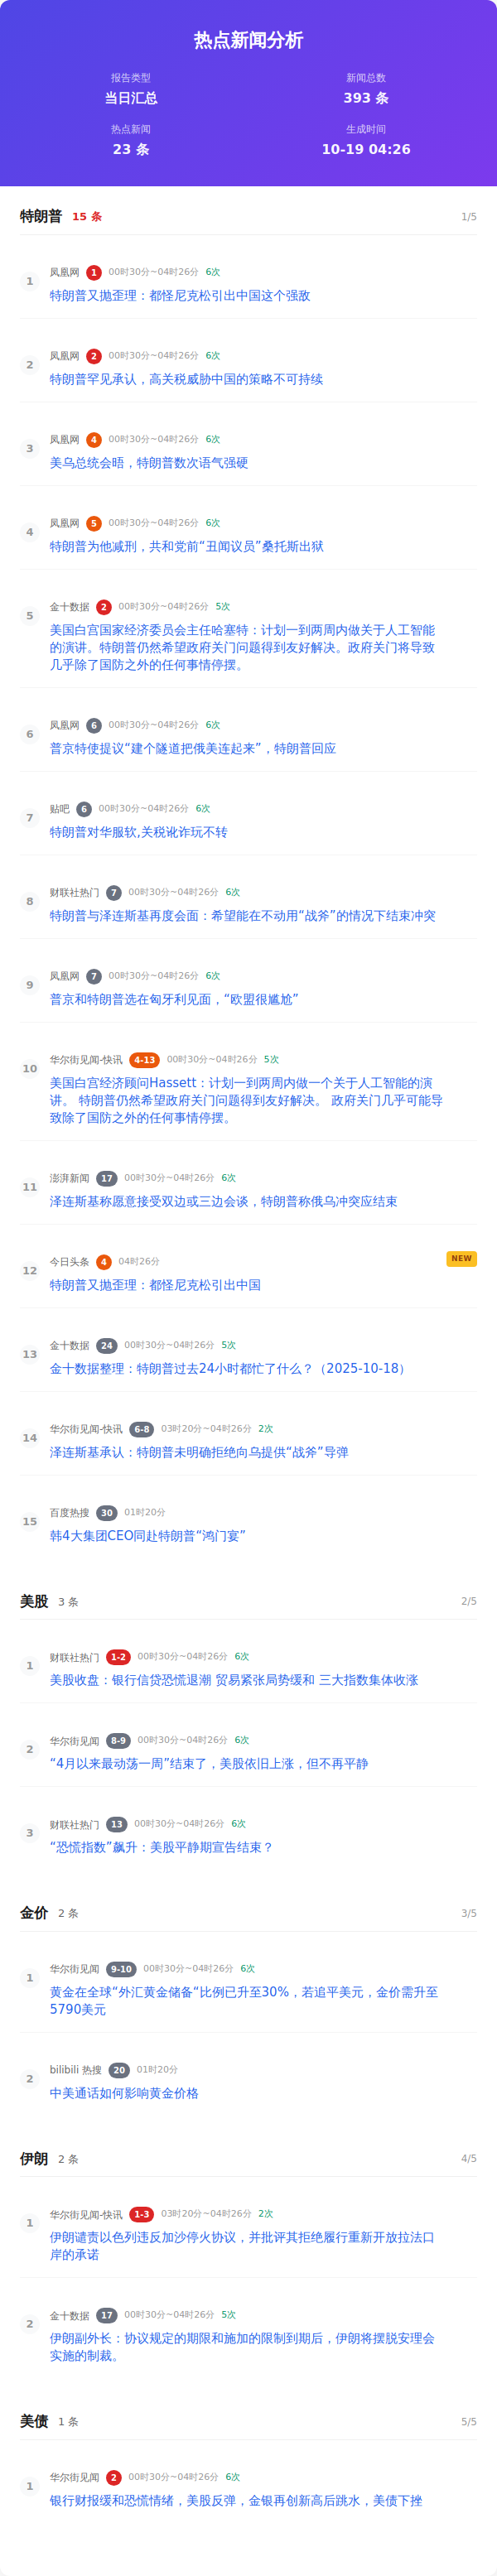 热点新闻分析
报告类型
新闻总数
当日汇总
393 条
热点新闻
生成时间
23 条
10-19 04:26
特朗普 15 条 1/5
1 凤凰网 1 00时30分~04时26分 6次
特朗普又抛歪理：都怪尼克松引出中国这个强敌
2 凤凰网 2 00时30分~04时26分 6次
特朗普罕见承认，高关税威胁中国的策略不可持续
3 凤凰网 4 00时30分~04时26分 6次
美乌总统会晤，特朗普数次语气强硬
4 凤凰网 5 00时30分~04时26分 6次
特朗普为他减刑，共和党前“丑闻议员”桑托斯出狱
5 金十数据 2 00时30分~04时26分 5次
美国白宫国家经济委员会主任哈塞特：计划一到两周内做关于人工智能
的演讲。特朗普仍然希望政府关门问题得到友好解决。政府关门将导致
几乎除了国防之外的任何事情停摆。
6 凤凰网 6 00时30分~04时26分 6次
普京特使提议“建个隧道把俄美连起来”，特朗普回应
7 贴吧 6 00时30分~04时26分 6次
特朗普对华服软,关税讹诈玩不转
8 财联社热门 7 00时30分~04时26分 6次
特朗普与泽连斯基再度会面：希望能在不动用“战斧”的情况下结束冲突
9 凤凰网 7 00时30分~04时26分 6次
普京和特朗普选在匈牙利见面，“欧盟很尴尬”
10 华尔街见闻-快讯 4-13 00时30分~04时26分 5次
美国白宫经济顾问Hassett：计划一到两周内做一个关于人工智能的演
讲。 特朗普仍然希望政府关门问题得到友好解决。 政府关门几乎可能导
致除了国防之外的任何事情停摆。
11 澎湃新闻 17 00时30分~04时26分 6次
泽连斯基称愿意接受双边或三边会谈，特朗普称俄乌冲突应结束
12 今日头条 4 04时26分 NEW
特朗普又抛歪理：都怪尼克松引出中国
13 金十数据 24 00时30分~04时26分 5次
金十数据整理：特朗普过去24小时都忙了什么？（2025-10-18）
14 华尔街见闻-快讯 6-8 03时20分~04时26分 2次
泽连斯基承认：特朗普未明确拒绝向乌提供“战斧”导弹
15 百度热搜 30 01时20分
韩4大集团CEO同赴特朗普“鸿门宴”
美股 3 条 2/5
1 财联社热门 1-2 00时30分~04时26分 6次
美股收盘：银行信贷恐慌退潮 贸易紧张局势缓和 三大指数集体收涨
2 华尔街见闻 8-9 00时30分~04时26分 6次
“4月以来最动荡一周”结束了，美股依旧上涨，但不再平静
3 财联社热门 13 00时30分~04时26分 6次
“恐慌指数”飙升：美股平静期宣告结束？
金价 2 条 3/5
1 华尔街见闻 9-10 00时30分~04时26分 6次
黄金在全球“外汇黄金储备“比例已升至30%，若追平美元，金价需升至
5790美元
2 bilibili 热搜 20 01时20分
中美通话如何影响黄金价格
伊朗 2 条 4/5
1 华尔街见闻-快讯 1-3 03时20分~04时26分 2次
伊朗谴责以色列违反加沙停火协议，并批评其拒绝履行重新开放拉法口
岸的承诺
2 金十数据 17 00时30分~04时26分 5次
伊朗副外长：协议规定的期限和施加的限制到期后，伊朗将摆脱安理会
实施的制裁。
美债 1 条 5/5
1 华尔街见闻 2 00时30分~04时26分 6次
银行财报缓和恐慌情绪，美股反弹，金银再创新高后跳水，美债下挫